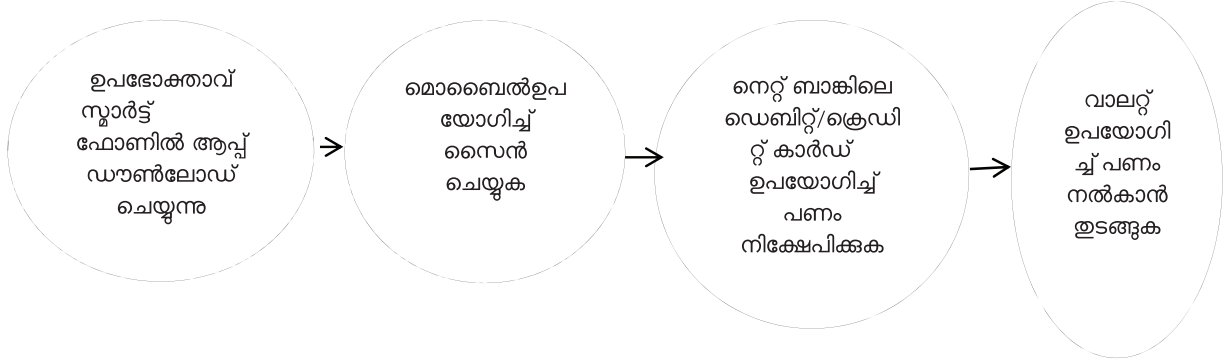 ഉപഭോക്താവ്
സ്മാർട്ട്
ഫോണിൽ ആപ്പ്
ഡൗൺലോഡ്
ചെയ്യുന്നു
മൊബൈൽഉപ
യോഗിച്ച്
സൈൻ
ചെയ്യുക
നെറ്റ് ബാങ്കിലെ
ഡെബിറ്റ്/ക്രെഡി
റ്റ് കാർഡ്
ഉപയോഗിച്ച്
പണം
നിക്ഷേപിക്കുക
വാലറ്റ്
ഉപയോഗി
ച്ച് പണം
നൽകാൻ
തുടങ്ങുക